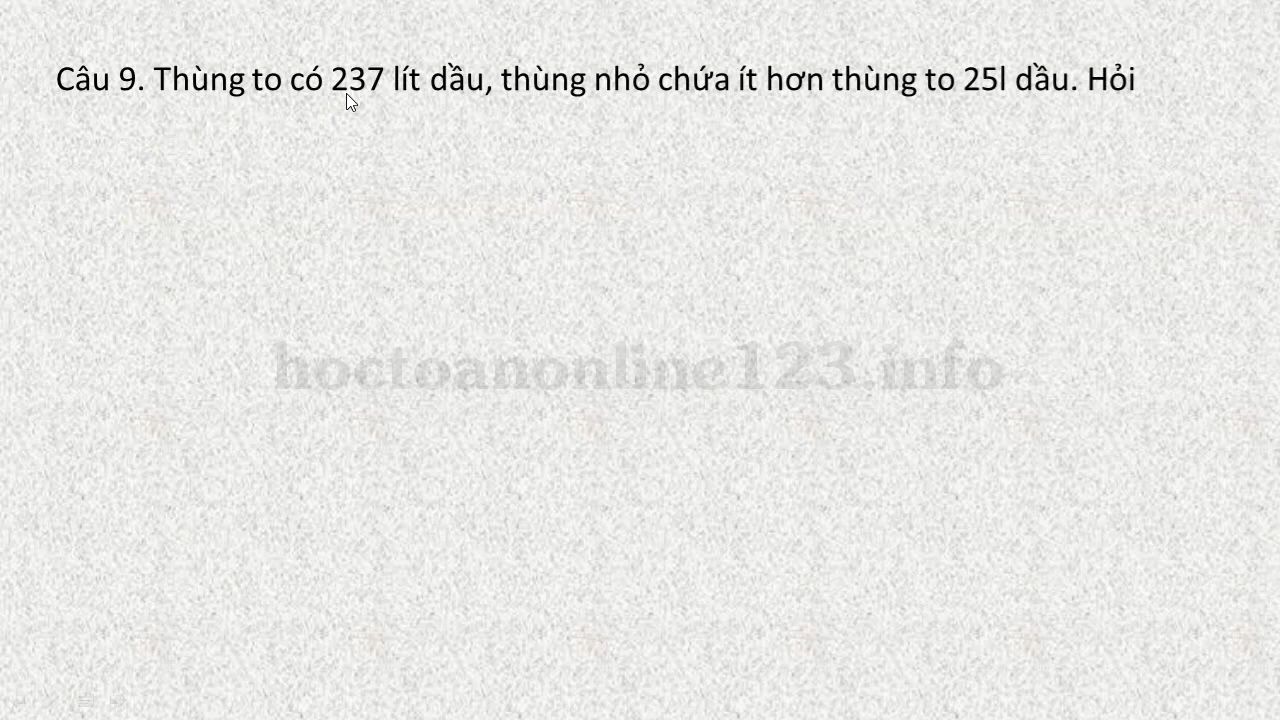 Câu 9. Thùng to có 237 lít dầu, thùng nhỏ chứa ít hơn thùng to 25l dầu. Hỏi
hoctoanonline123.info